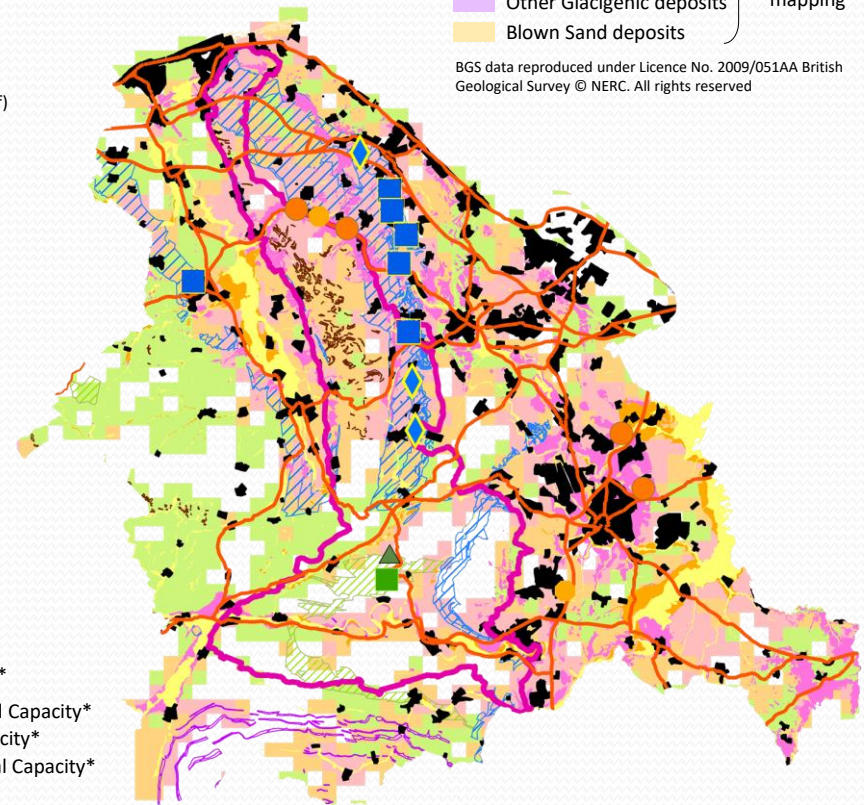 Other Glacigenic deposits
mapping
Blown Sand deposits
BGS data reproduced under Licence No. 2009/051AA British
Geological Survey © NERC. All rights reserved
f)
*
l Capacity*
city*
al Capacity*